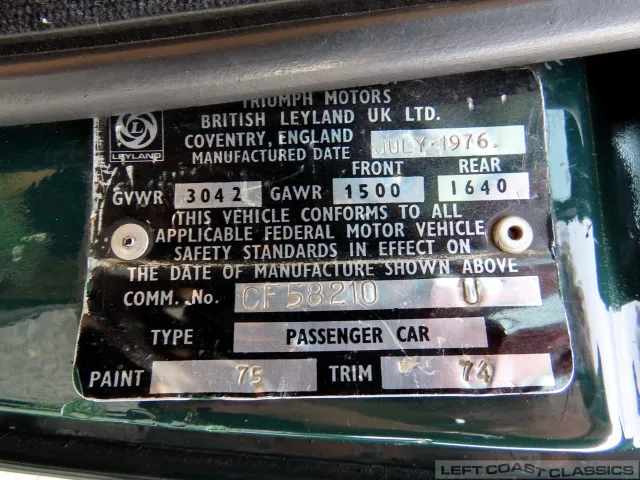 TRIUMPH MOTORS
BRITISH LEYLAND UK LTD.
COVENTRY, ENGLAND
MANUFACTURED DATE JULY·1976.
L
LEYLAND
FRONT REAR
GVWR 3042 GAWR 1500 1640
THIS VEHICLE CONFORMS TO ALL
APPLICABLE FEDERAL MOTOR VEHICLE
SAFETY STANDARDS IN EFFECT ON
THE DATE OF MANUFACTURE SHOWN ABOVE
COMM. No. CF 58210 U
TYPE PASSENGER CAR
PAINT 75 TRIM 74
LEFT COAST CLASSICS